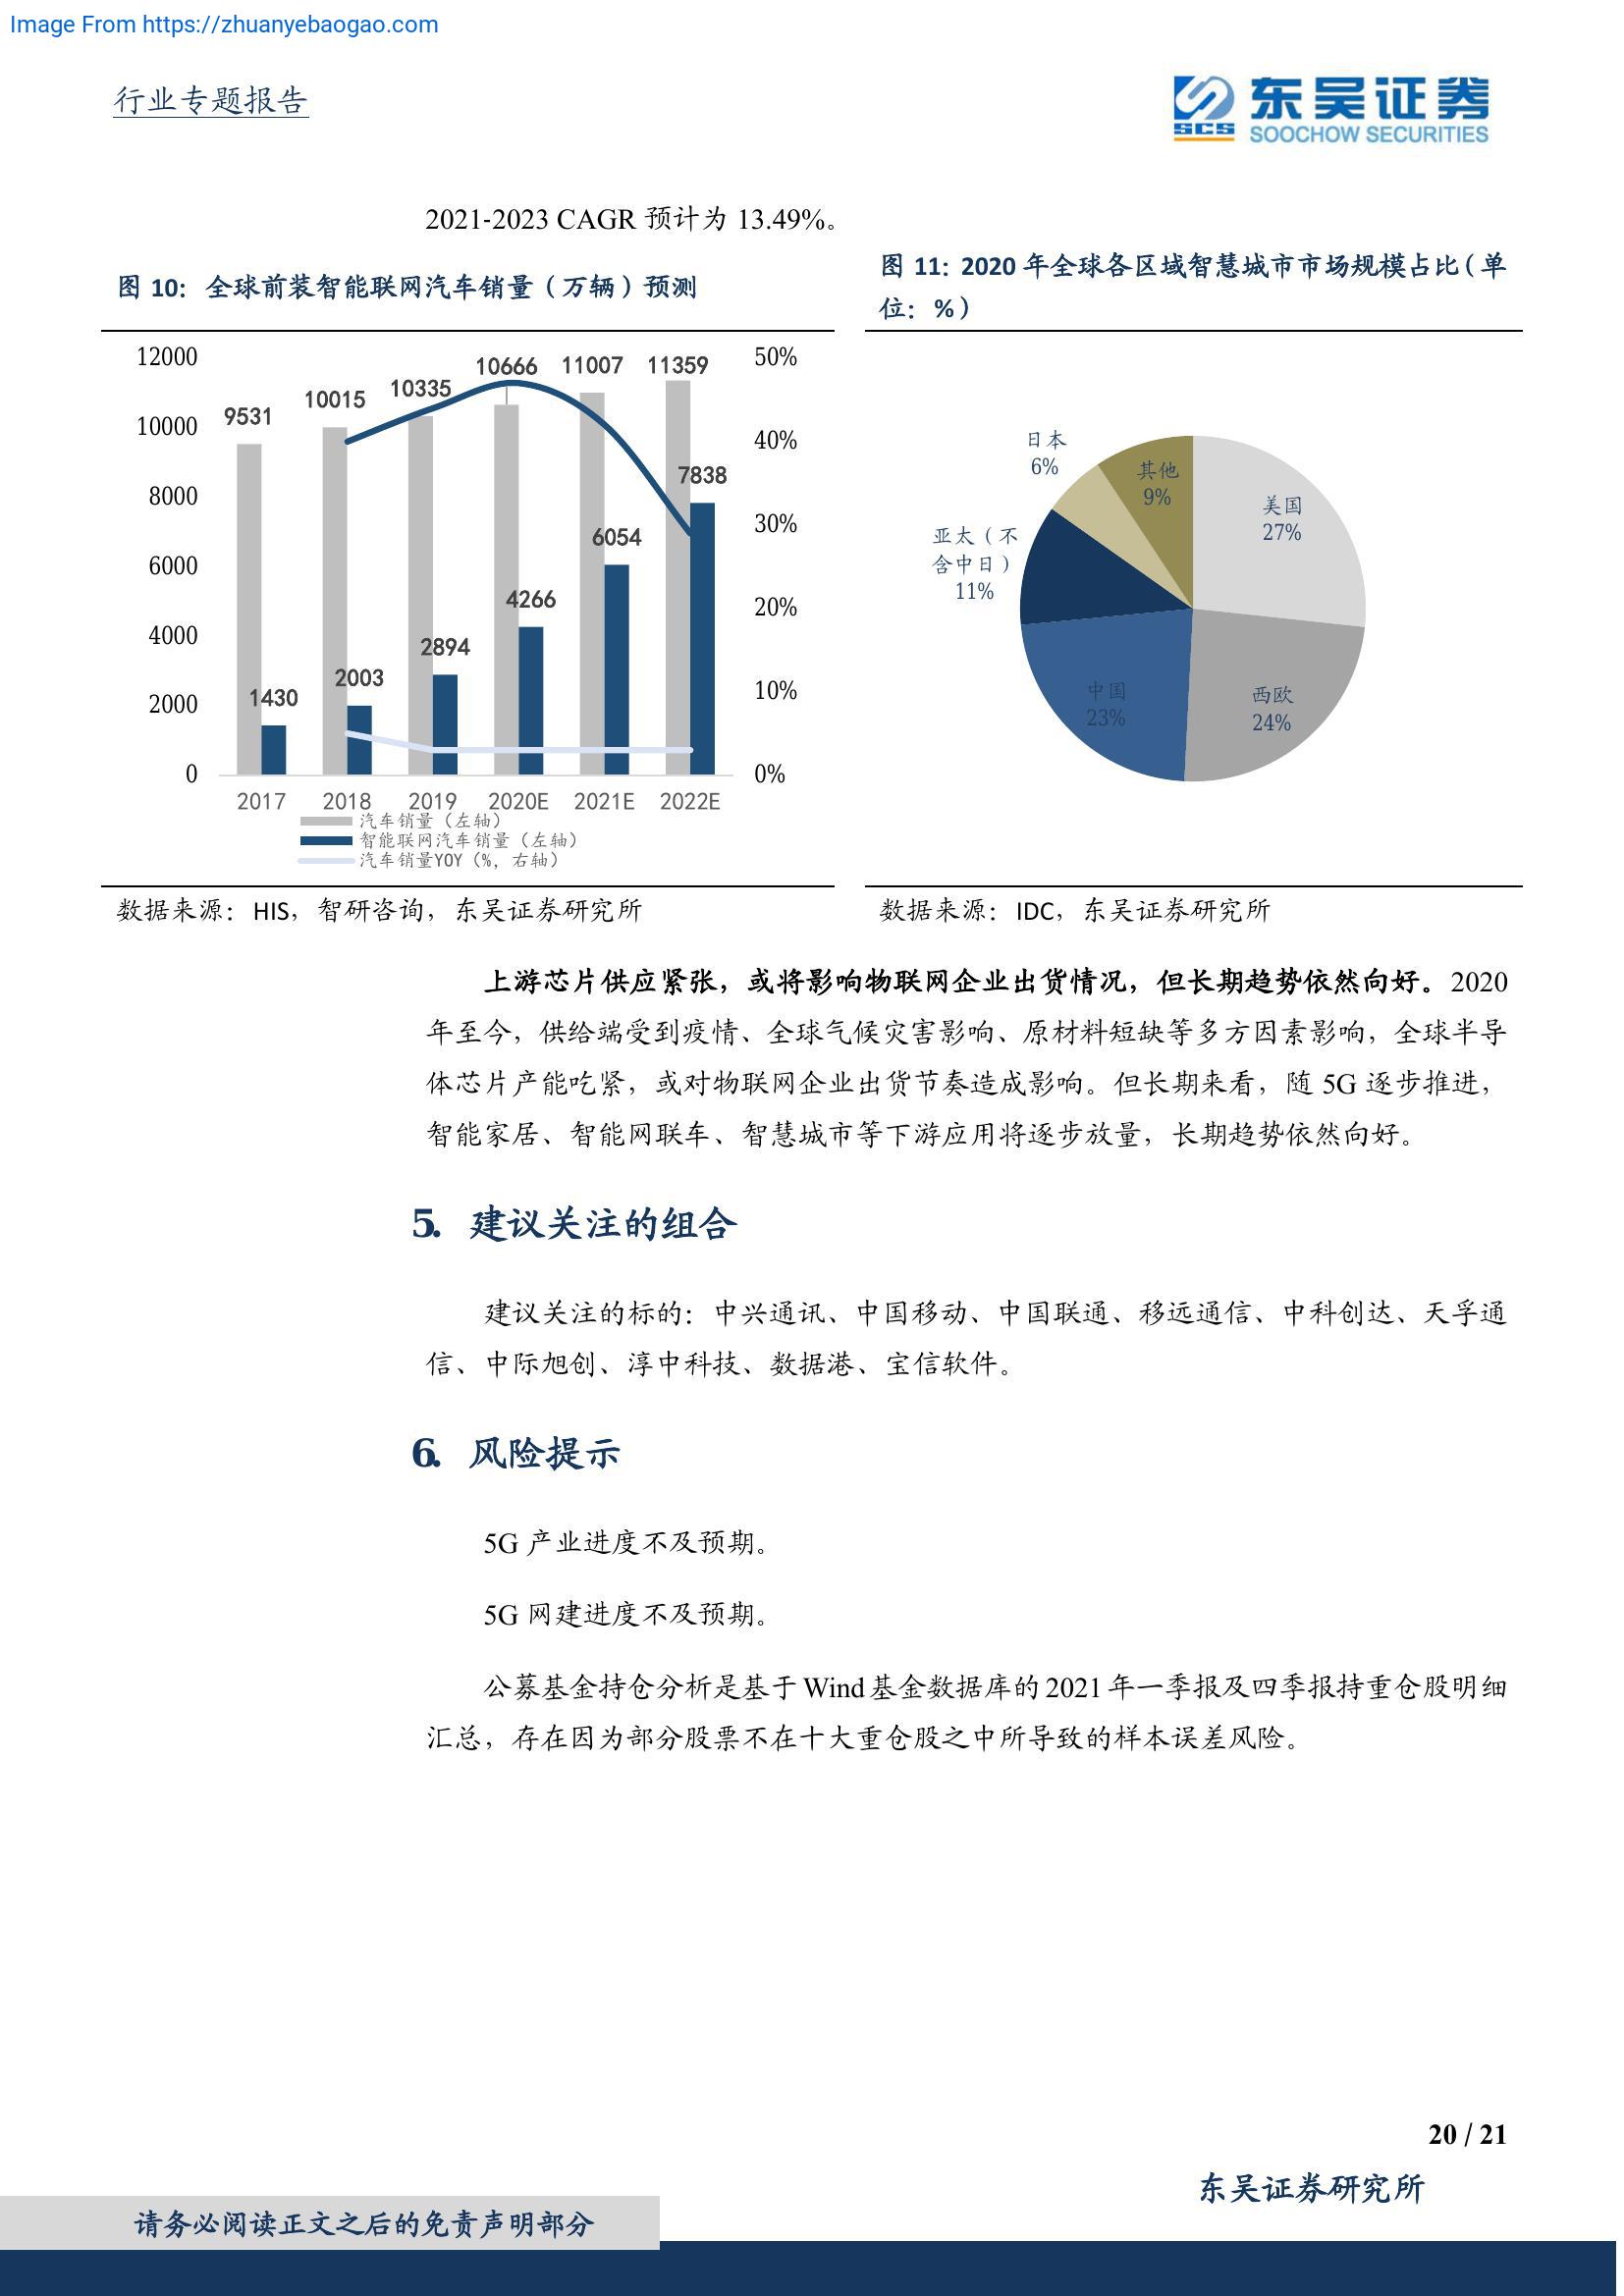 Image From https://zhuanyebaogao.com
行业专题报告
东吴证券
SCS SOOCHOW SECURITIES
2021-2023 CAGR 预计为 13.49%。
图 10：全球前装智能联网汽车销量（万辆）预测
12000
10000
8000
6000
4000
2000
0
50%
40%
30%
20%
10%
0%
9531
10015
10335
10666
11007
11359
1430
2003
2894
4266
6054
7838
2017 2018 2019 2020E 2021E 2022E
汽车销量（左轴）
智能联网汽车销量（左轴）
汽车销量YOY（%，右轴）
数据来源：HIS，智研咨询，东吴证券研究所
图 11：2020 年全球各区域智慧城市市场规模占比（单
位：%）
日本
6%
其他
9%
美国
27%
亚太（不
含中日）
11%
中国
23%
西欧
24%
数据来源：IDC，东吴证券研究所
上游芯片供应紧张，或将影响物联网企业出货情况，但长期趋势依然向好。2020
年至今，供给端受到疫情、全球气候灾害影响、原材料短缺等多方因素影响，全球半导
体芯片产能吃紧，或对物联网企业出货节奏造成影响。但长期来看，随 5G 逐步推进，
智能家居、智能网联车、智慧城市等下游应用将逐步放量，长期趋势依然向好。
5. 建议关注的组合
建议关注的标的：中兴通讯、中国移动、中国联通、移远通信、中科创达、天孚通
信、中际旭创、淳中科技、数据港、宝信软件。
6. 风险提示
5G 产业进度不及预期。
5G 网建进度不及预期。
公募基金持仓分析是基于 Wind 基金数据库的 2021 年一季报及四季报持重仓股明细
汇总，存在因为部分股票不在十大重仓股之中所导致的样本误差风险。
20 / 21
东吴证券研究所
请务必阅读正文之后的免责声明部分